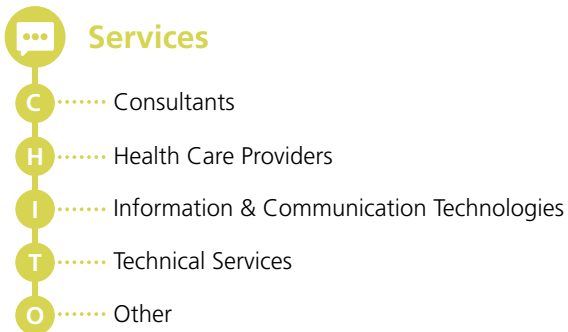 Services
C Consultants
H Health Care Providers
I Information & Communication Technologies
T Technical Services
O Other